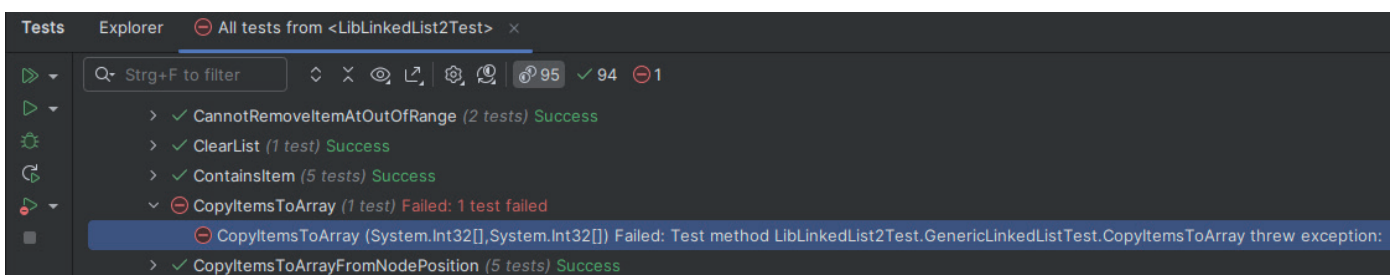 Tests Explorer All tests from <LibLinkedList2Test> ×
Strg+F to filter 95 94 1
CannotRemoveItemAtOutOfRange (2 tests) Success
ClearList (1 test) Success
ContainsItem (5 tests) Success
CopyItemsToArray (1 test) Failed: 1 test failed
CopyItemsToArray (System.Int32[],System.Int32[]) Failed: Test method LibLinkedList2Test.GenericLinkedListTest.CopyItemsToArray threw exception:
CopyItemsToArrayFromNodePosition (5 tests) Success